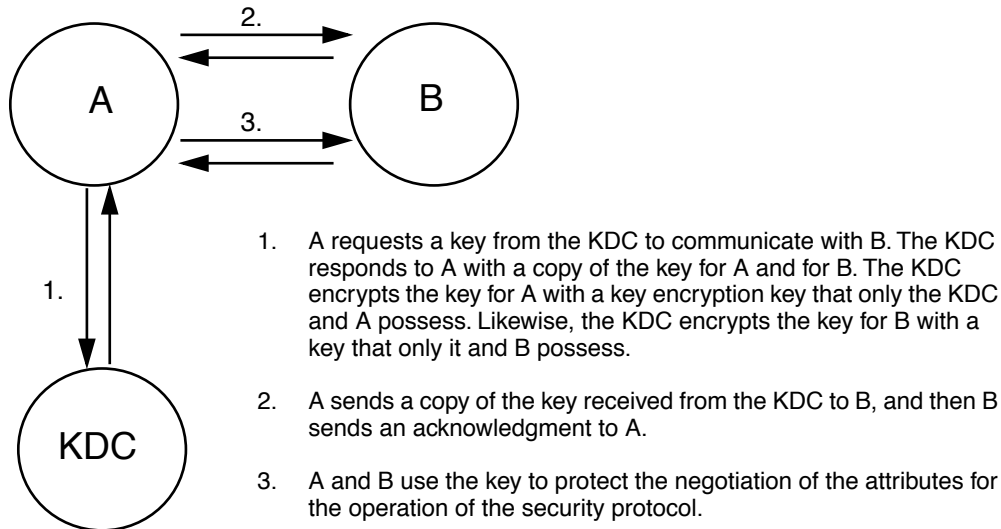 2.
A
B
3.
1.
KDC
1. A requests a key from the KDC to communicate with B. The KDC
responds to A with a copy of the key for A and for B. The KDC
encrypts the key for A with a key encryption key that only the KDC
and A possess. Likewise, the KDC encrypts the key for B with a
key that only it and B possess.
2. A sends a copy of the key received from the KDC to B, and then B
sends an acknowledgment to A.
3. A and B use the key to protect the negotiation of the attributes for
the operation of the security protocol.